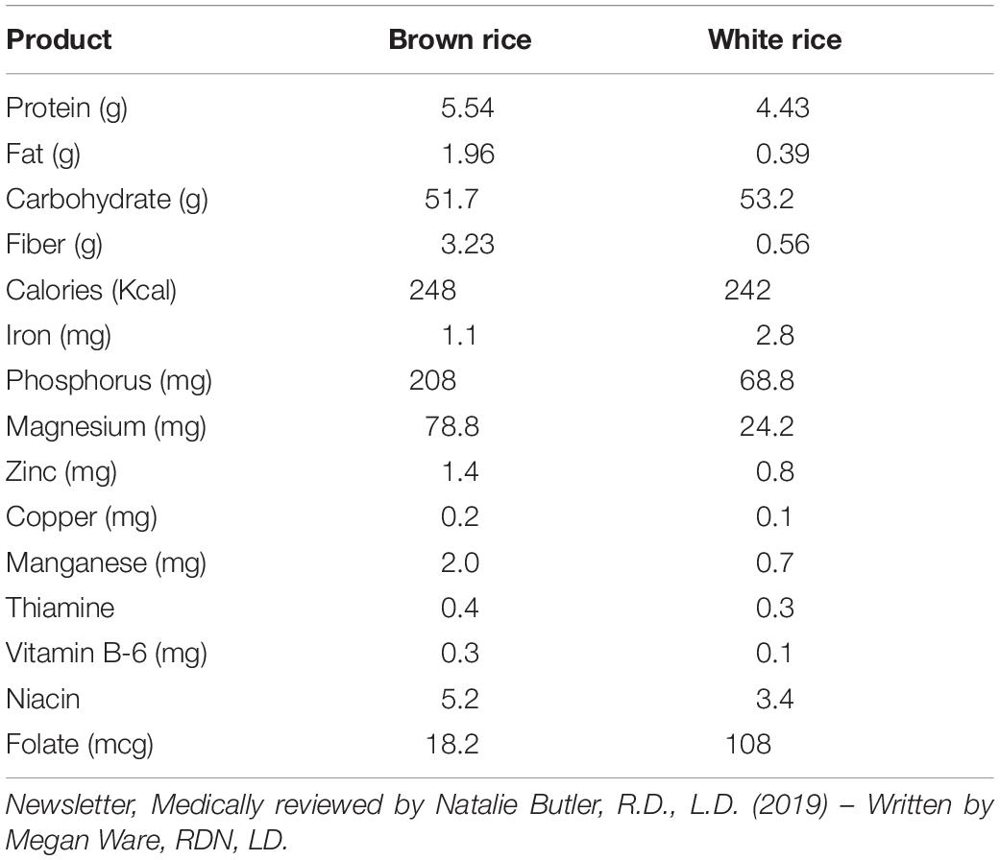 Product Brown rice White rice
Protein (g) 5.54 4.43
Fat (g) 1.96 0.39
Carbohydrate (g) 51.7 53.2
Fiber (g) 3.23 0.56
Calories (Kcal) 248 242
Iron (mg) 1.1 2.8
Phosphorus (mg) 208 68.8
Magnesium (mg) 78.8 24.2
Zinc (mg) 1.4 0.8
Copper (mg) 0.2 0.1
Manganese (mg) 2.0 0.7
Thiamine 0.4 0.3
Vitamin B-6 (mg) 0.3 0.1
Niacin 5.2 3.4
Folate (mcg) 18.2 108
Newsletter, Medically reviewed by Natalie Butler, R.D., L.D. (2019) – Written by
Megan Ware, RDN, LD.